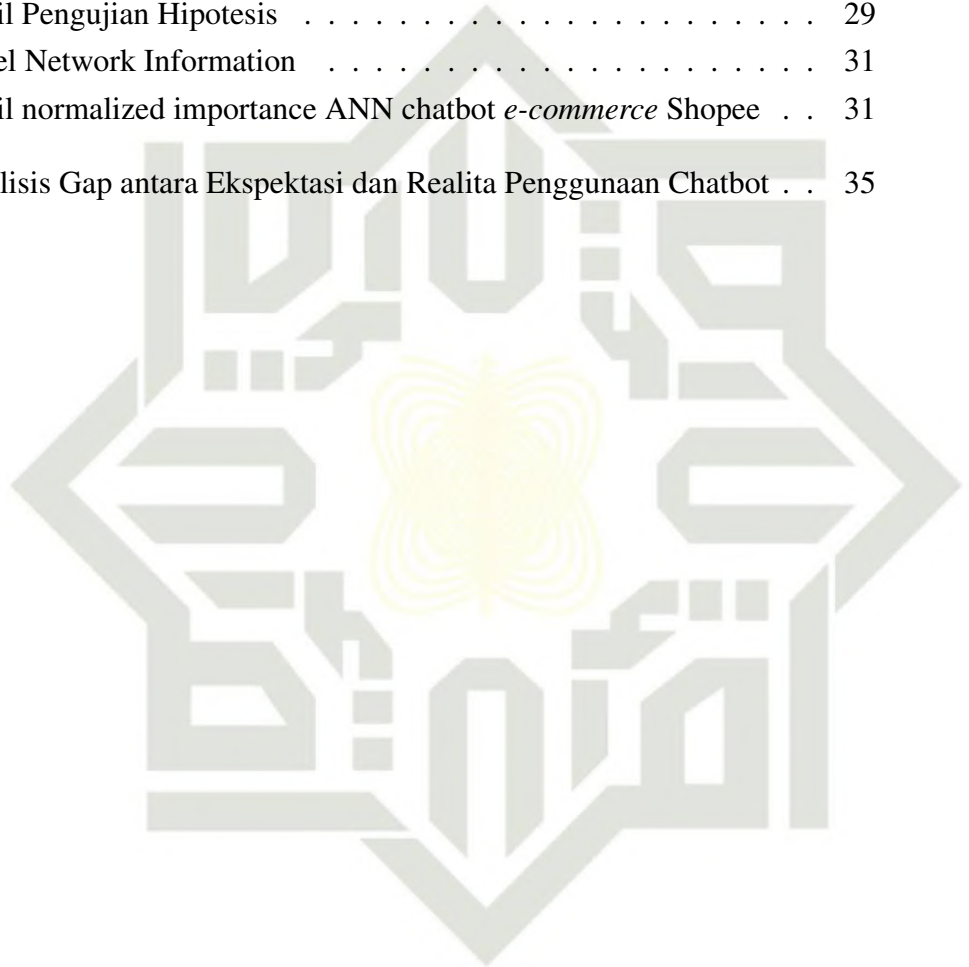 il Pengujian Hipotesis . . . . . . . . . . . . . . . . . . . . . . 29
el Network Information . . . . . . . . . . . . . . . . . . . . . 31
il normalized importance ANN chatbot e-commerce Shopee . . 31
lisis Gap antara Ekspektasi dan Realita Penggunaan Chatbot . . 35